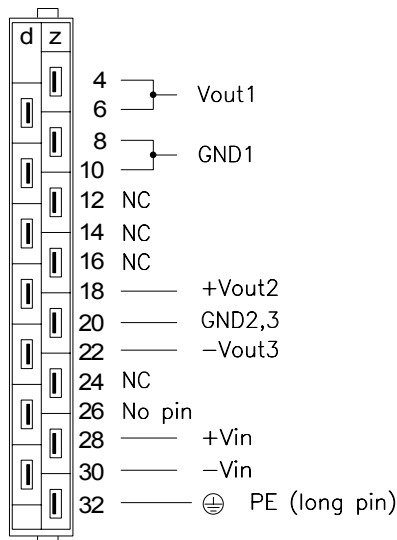 d z
4
Vout1
6
8
GND1
10
12 NC
14 NC
16 NC
18 +Vout2
20 GND2,3
22 -Vout3
24 NC
26 No pin
28 +Vin
30 -Vin
32 PE (long pin)